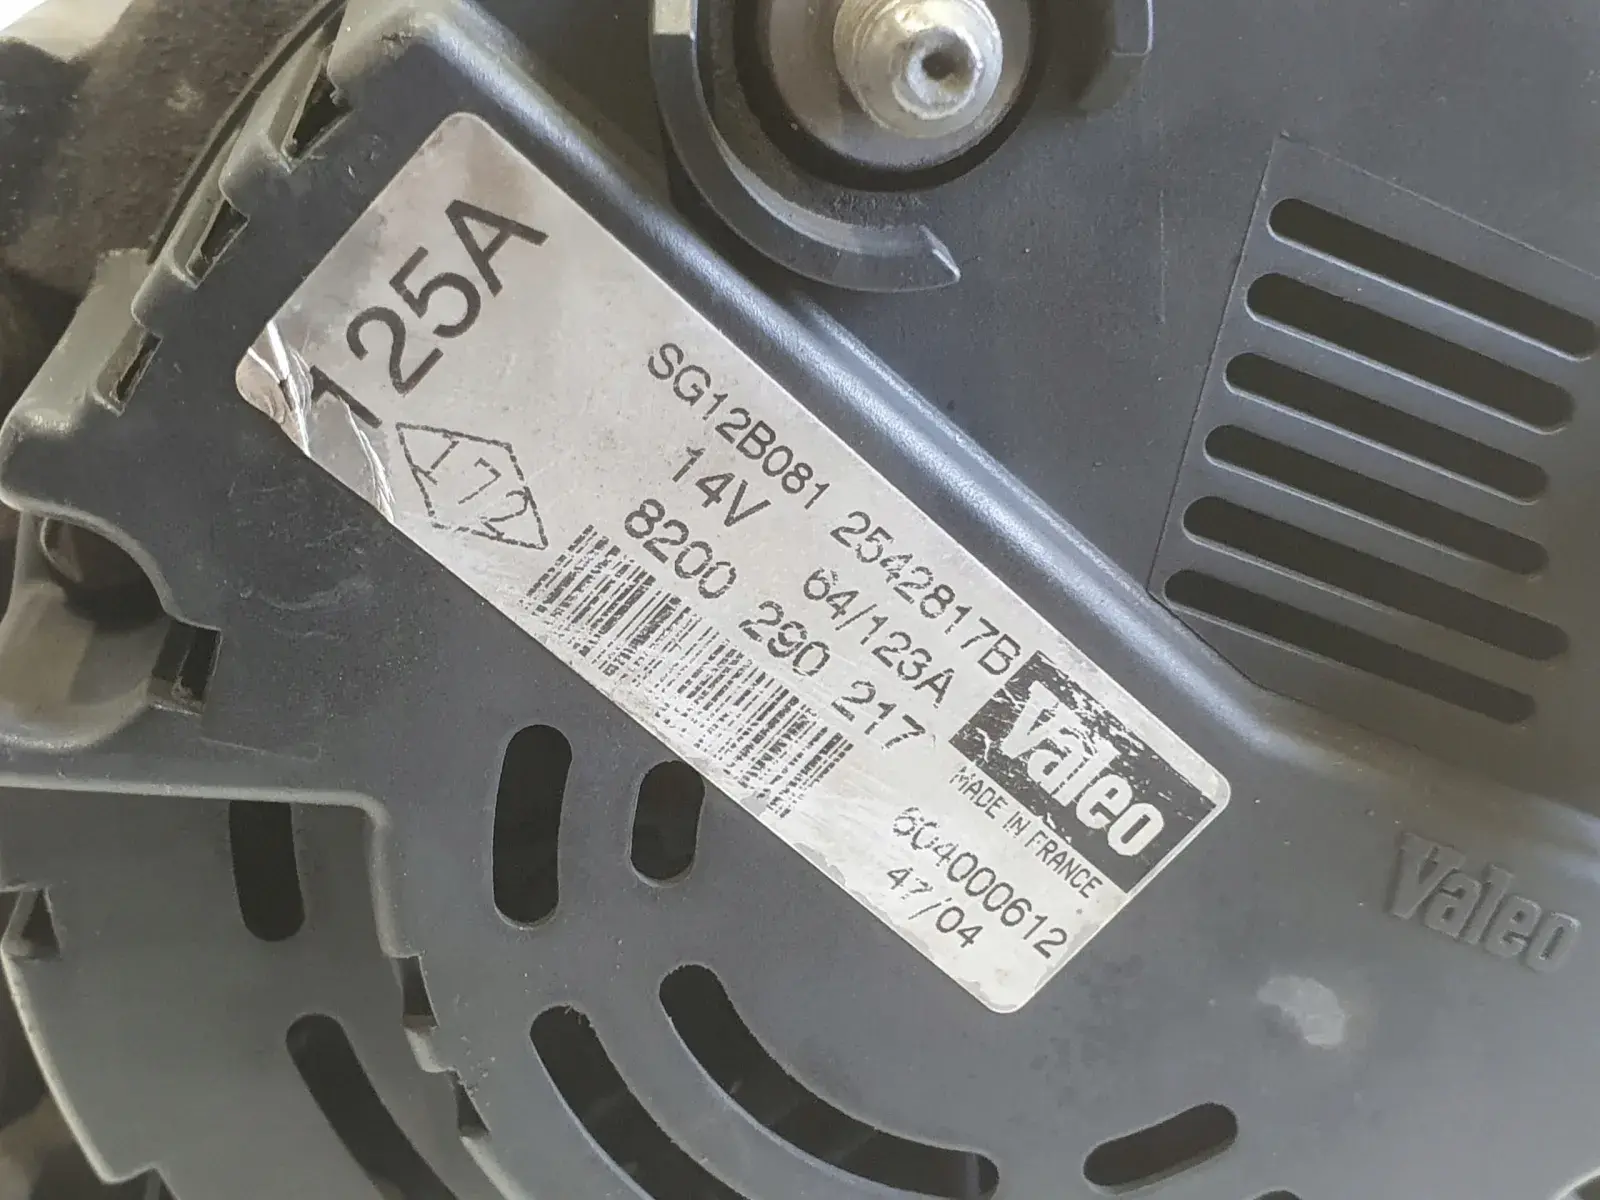 125A
172
SG12B081 2542817B
14V 64/123A
8200 290 217
Valeo
MADE IN FRANCE
604000612
47/04
Valeo